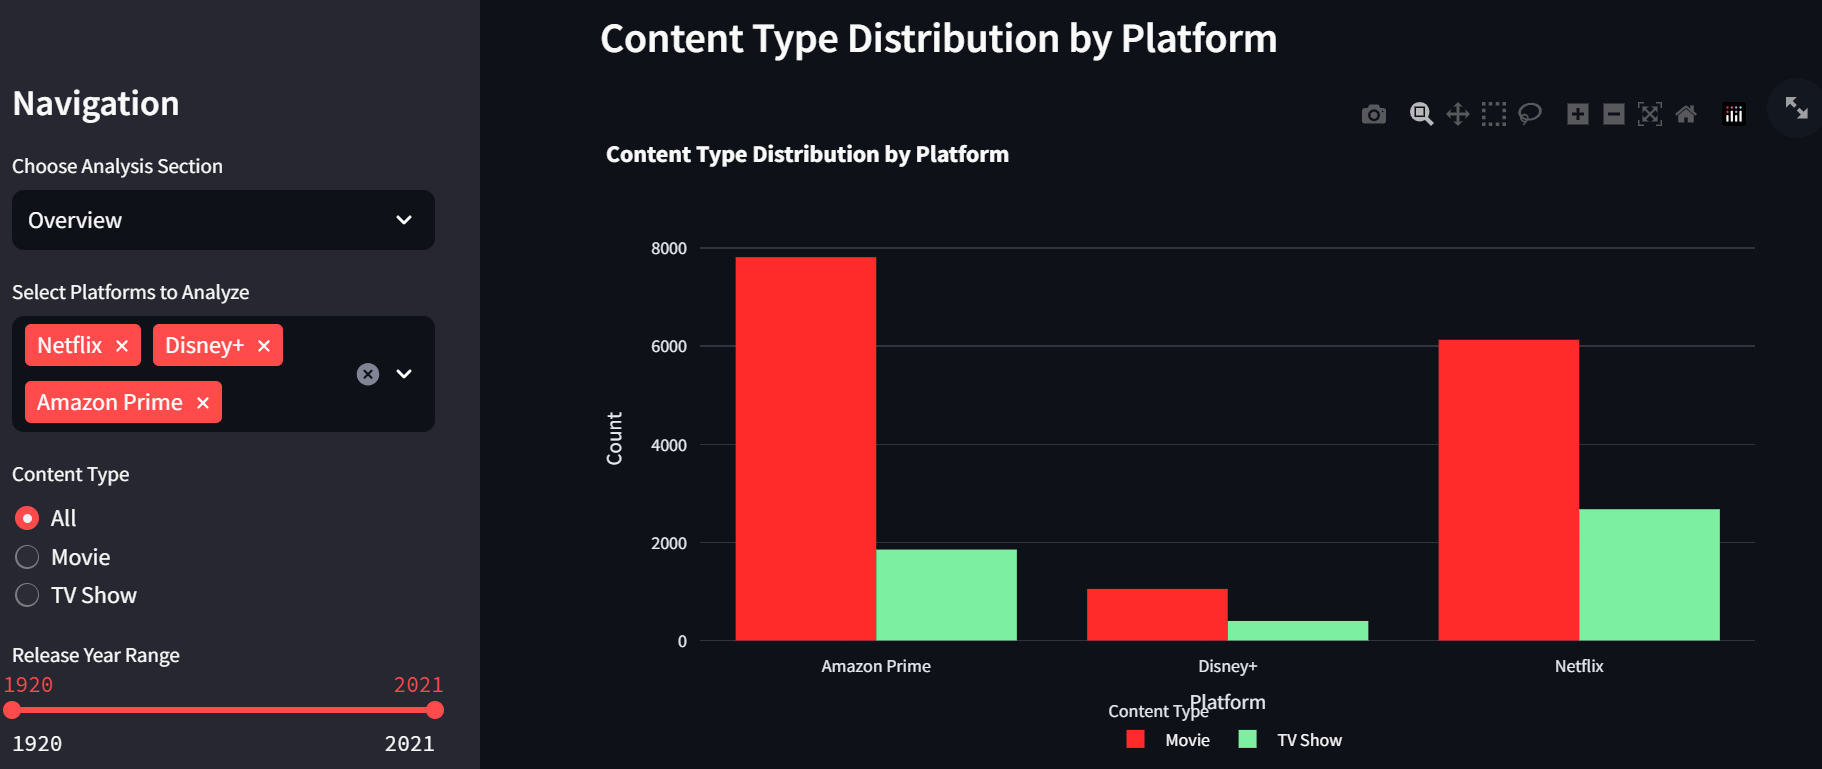 Navigation
Choose Analysis Section
Overview
Select Platforms to Analyze
Netflix
Disney+
Amazon Prime
Content Type
All
Movie
TV Show
Release Year Range
1920 2021
1920 2021
Content Type Distribution by Platform
Content Type Distribution by Platform
8000
6000
4000
2000
0
Count
Amazon Prime Disney+ Netflix
Platform
Content Type
Movie TV Show